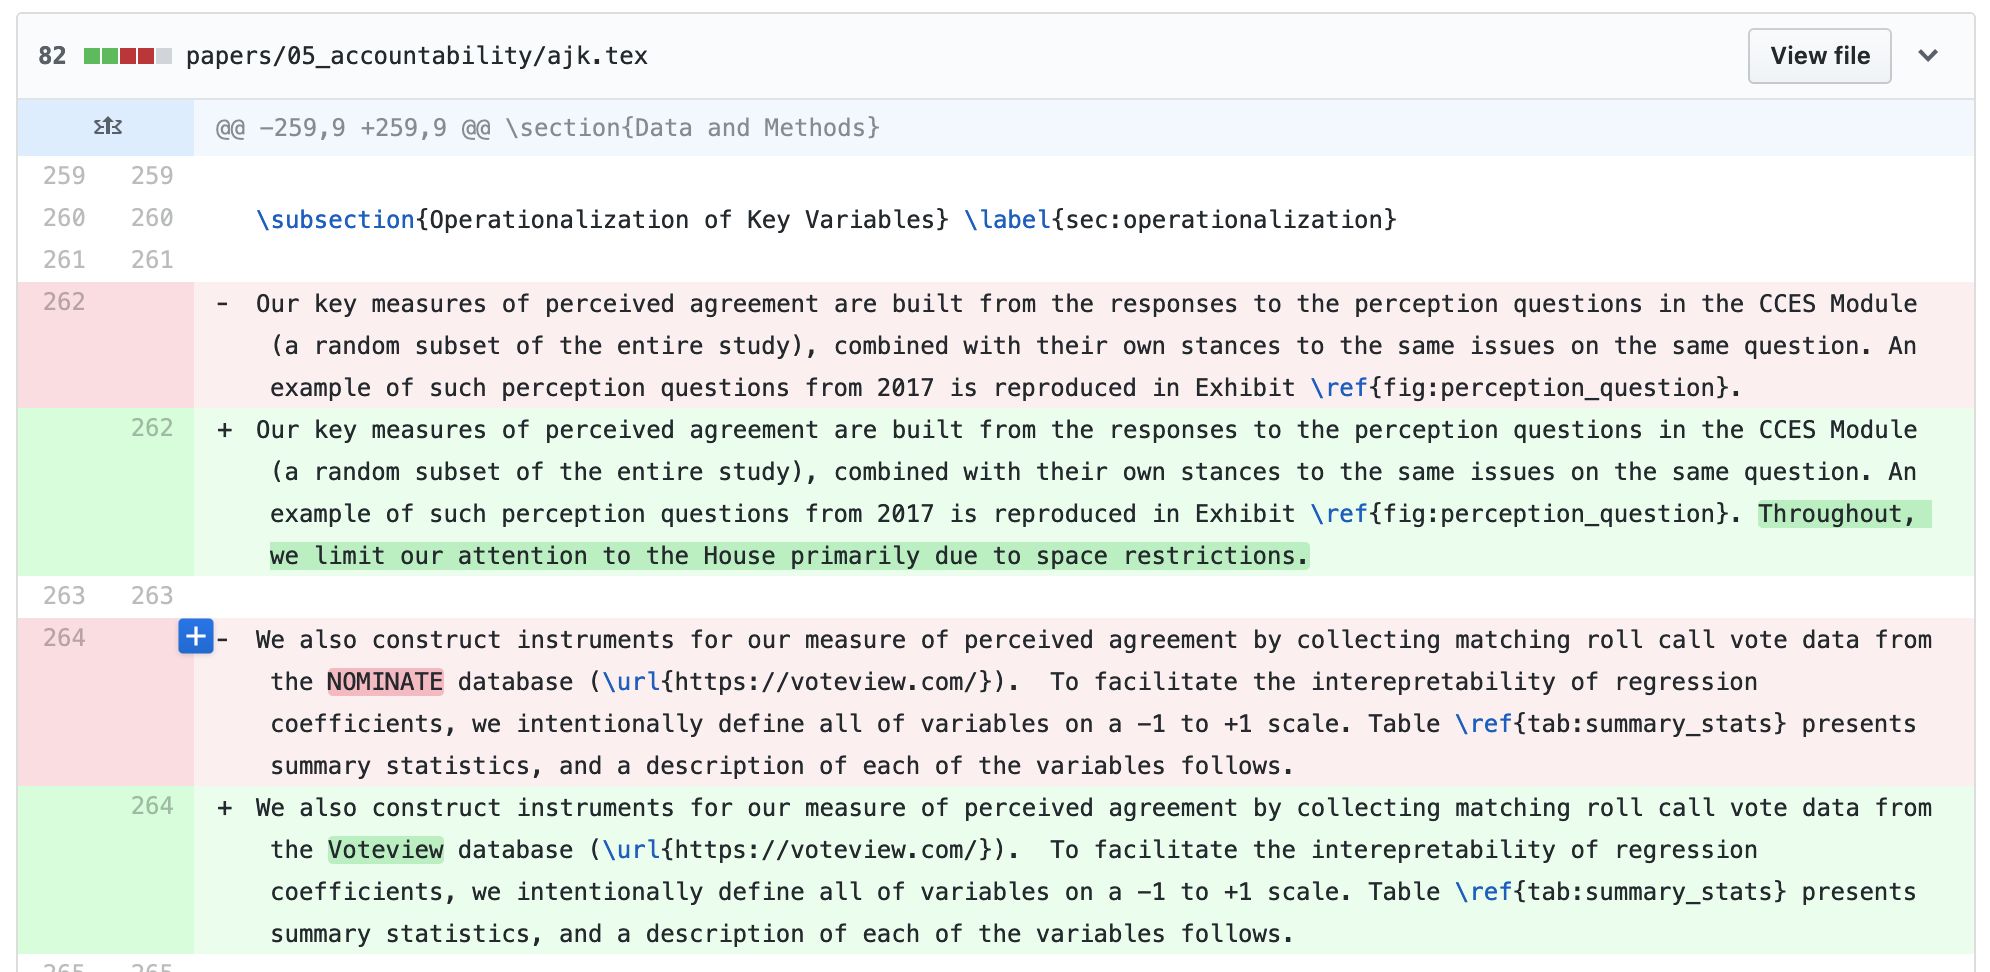 82 papers/05_accountability/ajk.tex View file
@@ -259,9 +259,9 @@ \section{Data and Methods}
259 259
260 260 \subsection{Operationalization of Key Variables} \label{sec:operationalization}
261 261
262 - Our key measures of perceived agreement are built from the responses to the perception questions in the CCES Module
(a random subset of the entire study), combined with their own stances to the same issues on the same question. An
example of such perception questions from 2017 is reproduced in Exhibit \ref{fig:perception_question}.
262 + Our key measures of perceived agreement are built from the responses to the perception questions in the CCES Module
(a random subset of the entire study), combined with their own stances to the same issues on the same question. An
example of such perception questions from 2017 is reproduced in Exhibit \ref{fig:perception_question}. Throughout,
we limit our attention to the House primarily due to space restrictions.
263 263
264 - We also construct instruments for our measure of perceived agreement by collecting matching roll call vote data from
the NOMINATE database (\url{https://voteview.com/}).  To facilitate the interepretability of regression
coefficients, we intentionally define all of variables on a -1 to +1 scale. Table \ref{tab:summary_stats} presents
summary statistics, and a description of each of the variables follows.
264 + We also construct instruments for our measure of perceived agreement by collecting matching roll call vote data from
the Voteview database (\url{https://voteview.com/}).  To facilitate the interepretability of regression
coefficients, we intentionally define all of variables on a -1 to +1 scale. Table \ref{tab:summary_stats} presents
summary statistics, and a description of each of the variables follows.
265 265